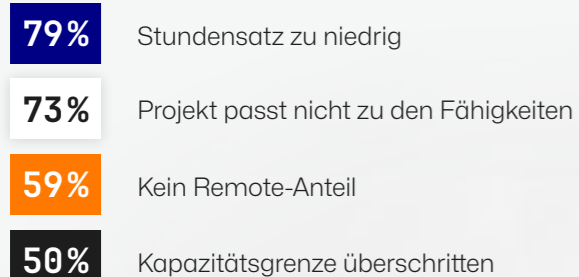 79% Stundensatz zu niedrig
73% Projekt passt nicht zu den Fähigkeiten
59% Kein Remote-Anteil
50% Kapazitätsgrenze überschritten